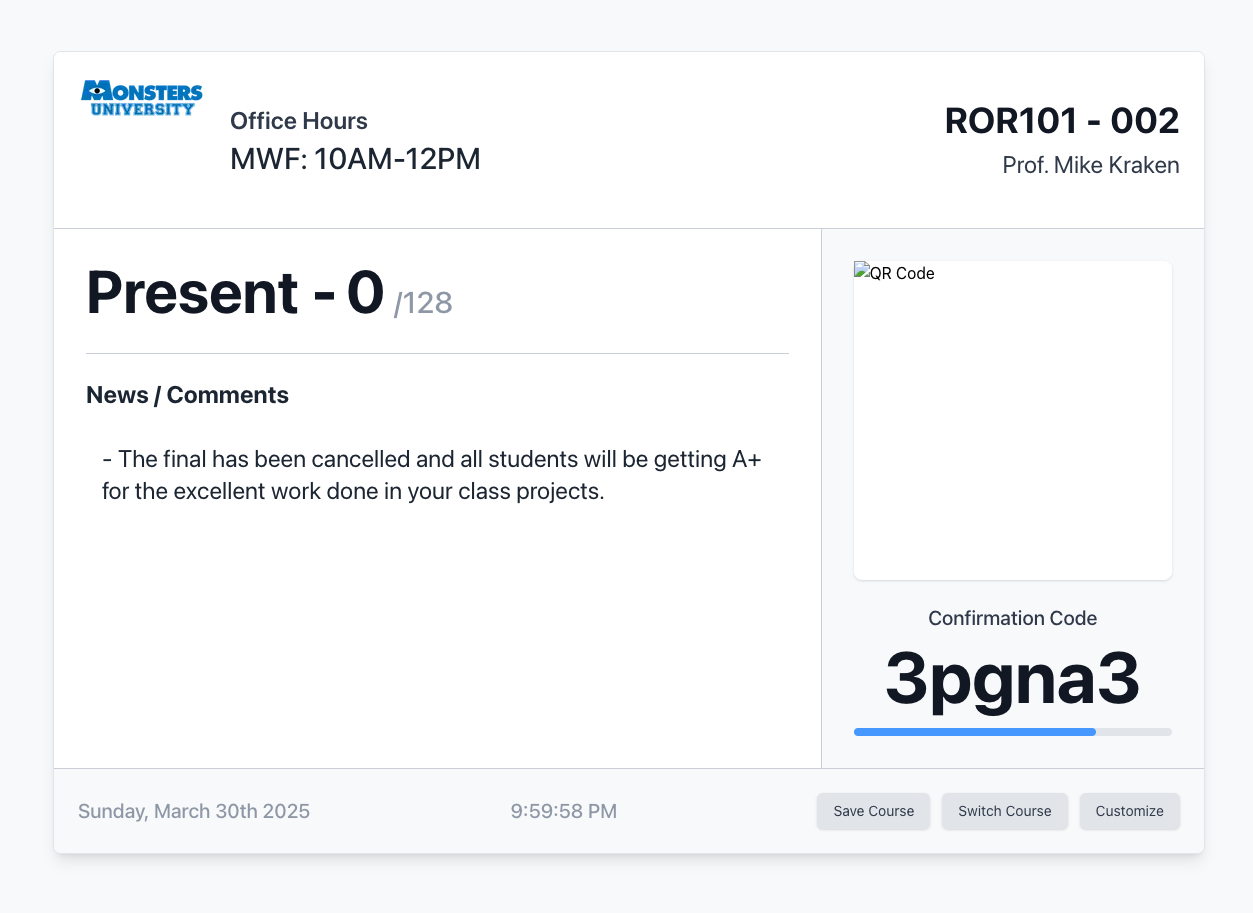 MONSTERS
UNIVERSITY
Office Hours
MWF: 10AM-12PM
ROR101 - 002
Prof. Mike Kraken
Present - 0 /128
News / Comments
- The final has been cancelled and all students will be getting A+
for the excellent work done in your class projects.
QR Code
Confirmation Code
3pgna3
Sunday, March 30th 2025
9:59:58 PM
Save Course
Switch Course
Customize